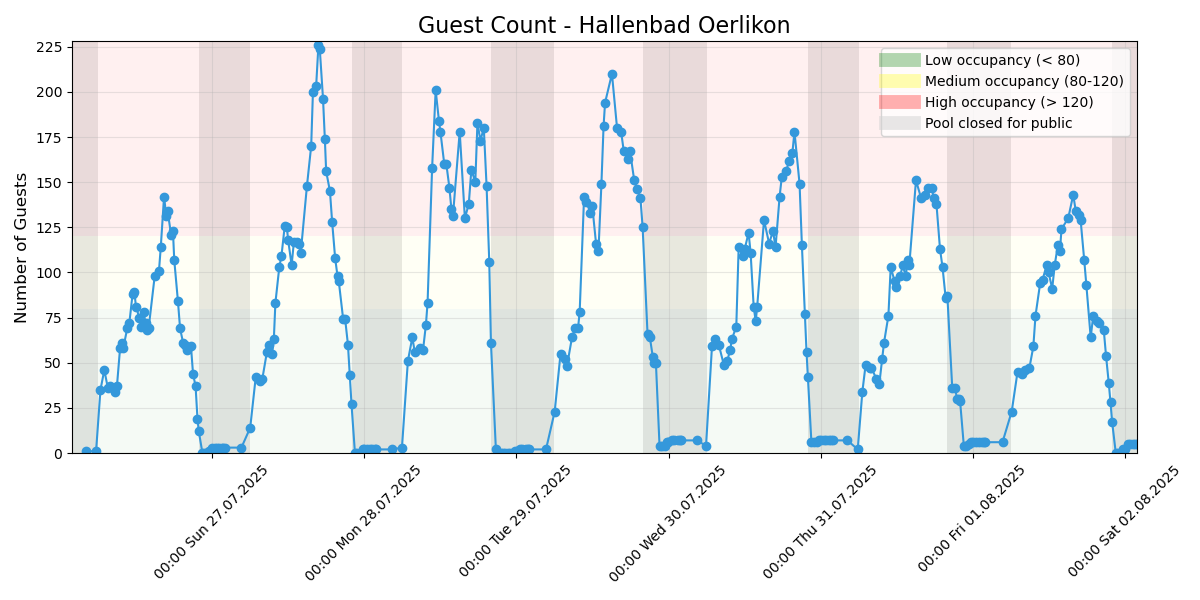 Guest Count - Hallenbad Oerlikon
Number of Guests
225
200
175
150
125
100
75
50
25
0
Low occupancy (< 80)
Medium occupancy (80-120)
High occupancy (> 120)
Pool closed for public
00:00 Sun 27.07.2025
00:00 Mon 28.07.2025
00:00 Tue 29.07.2025
00:00 Wed 30.07.2025
00:00 Thu 31.07.2025
00:00 Fri 01.08.2025
00:00 Sat 02.08.2025